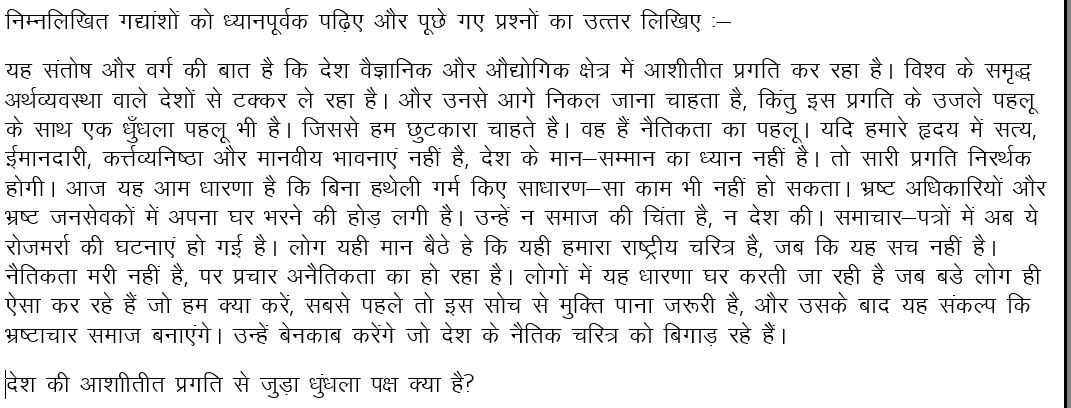 निम्नलिखित गद्यांशों को ध्यानपूर्वक पढ़िए और पूछे गए प्रश्नों का उत्तर लिखिए :–
यह संतोष और वर्ग की बात है कि देश वैज्ञानिक और औद्योगिक क्षेत्र में आशीतीत प्रगति कर रहा है। विश्व के समृद्ध
अर्थव्यवस्था वाले देशों से टक्कर ले रहा है। और उनसे आगे निकल जाना चाहता है, किंतु इस प्रगति के उजले पहलू
के साथ एक धुँधला पहलू भी है। जिससे हम छुटकारा चाहते है। वह हैं नैतिकता का पहलू। यदि हमारे हृदय में सत्य,
ईमानदारी, कर्त्तव्यनिष्ठा और मानवीय भावनाएं नहीं है, देश के मान–सम्मान का ध्यान नहीं है। तो सारी प्रगति निरर्थक
होगी। आज यह आम धारणा है कि बिना हथेली गर्म किए साधारण–सा काम भी नहीं हो सकता। भ्रष्ट अधिकारियों और
भ्रष्ट जनसेवकों में अपना घर भरने की होड़ लगी है। उन्हें न समाज की चिंता है, न देश की। समाचार–पत्रों में अब ये
रोजमर्रा की घटनाएं हो गई है। लोग यही मान बैठे हे कि यही हमारा राष्ट्रीय चरित्र है, जब कि यह सच नहीं है।
नैतिकता मरी नहीं है, पर प्रचार अनैतिकता का हो रहा है। लोगों में यह धारणा घर करती जा रही है जब बडे लोग ही
ऐसा कर रहे हैं जो हम क्या करें, सबसे पहले तो इस सोच से मुक्ति पाना जरूरी है, और उसके बाद यह संकल्प कि
भ्रष्टाचार समाज बनाएंगे। उन्हें बेनकाब करेंगे जो देश के नैतिक चरित्र को बिगाड़ रहे हैं।
देश की आशाीतीत प्रगति से जुड़ा धुंधला पक्ष क्या है?